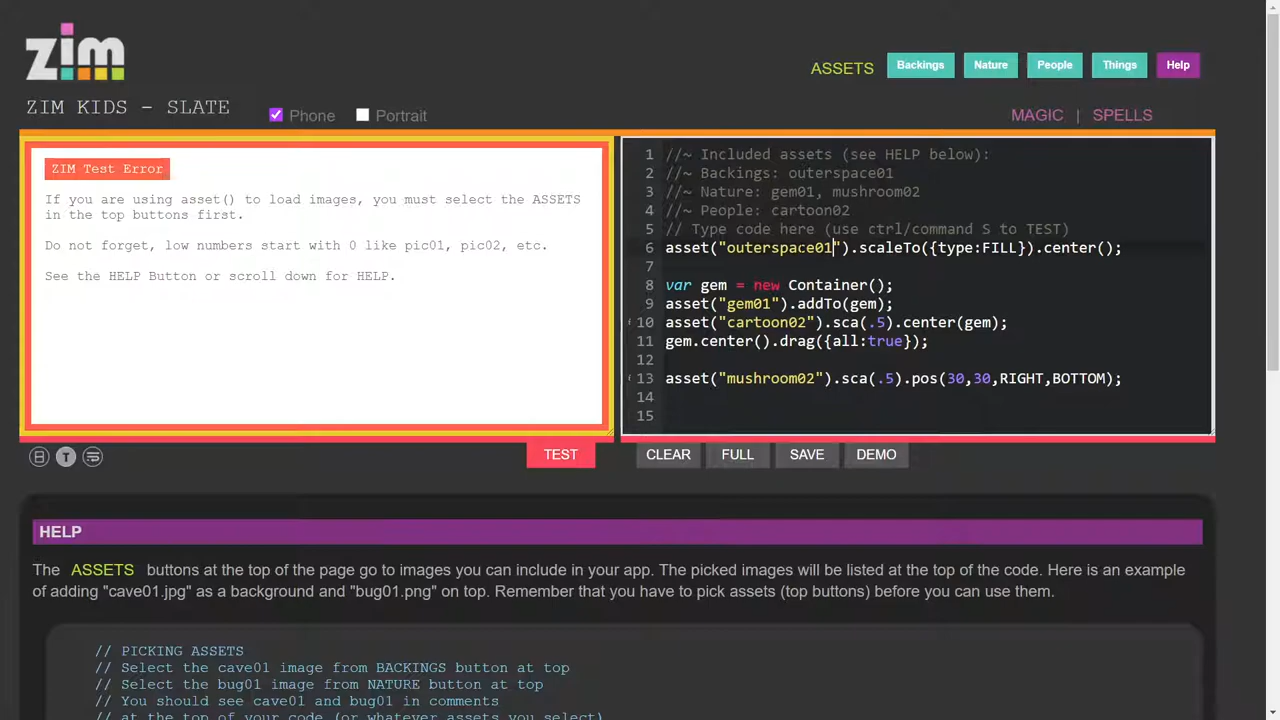 zim
ASSETS Backings Nature People Things Help
ZIM KIDS - SLATE Phone Portrait MAGIC | SPELLS
ZIM Test Error
If you are using asset() to load images, you must select the ASSETS
in the top buttons first.
Do not forget, low numbers start with 0 like pic01, pic02, etc.
See the HELP Button or scroll down for HELP.
1 //~ Included assets (see HELP below):
2 //~ Backings: outerspace01
3 //~ Nature: gem01, mushroom02
4 //~ People: cartoon02
5 // Type code here (use ctrl/command S to TEST)
6 asset("outerspace01").scaleTo({type:FILL}).center();
7
8 var gem = new Container();
9 asset("gem01").addTo(gem);
10 asset("cartoon02").sca(.5).center(gem);
11 gem.center().drag({all:true});
12
13 asset("mushroom02").sca(.5).pos(30,30,RIGHT,BOTTOM);
14
15
T TEST CLEAR FULL SAVE DEMO
HELP
The ASSETS buttons at the top of the page go to images you can include in your app. The picked images will be listed at the top of the code. Here is an example
of adding "cave01.jpg" as a background and "bug01.png" on top. Remember that you have to pick assets (top buttons) before you can use them.
// PICKING ASSETS
// Select the cave01 image from BACKINGS button at top
// Select the bug01 image from NATURE button at top
// You should see cave01 and bug01 in comments
// at the top of your code (or whatever assets you select)